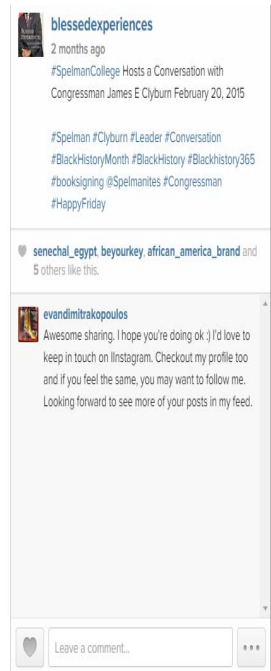 blessedexperiences
2 months ago
#SpelmanCollege Hosts a Conversation with
Congressman James E Clyburn February 20, 2015
#Spelman #Clyburn #Leader #Conversation
#BlackHistoryMonth #BlackHistory #Blackhistory365
#booksigning @Spelmanites #Congressman
#HappyFriday
senechal_egypt, beyourkey, african_america_brand and
5 others like this.
evandimitrakopoulos
Awesome sharing. I hope you're doing ok :) I'd love to
keep in touch on IInstagram. Checkout my profile too
and if you feel the same, you may want to follow me.
Looking forward to see more of your posts in my feed.
Leave a comment...